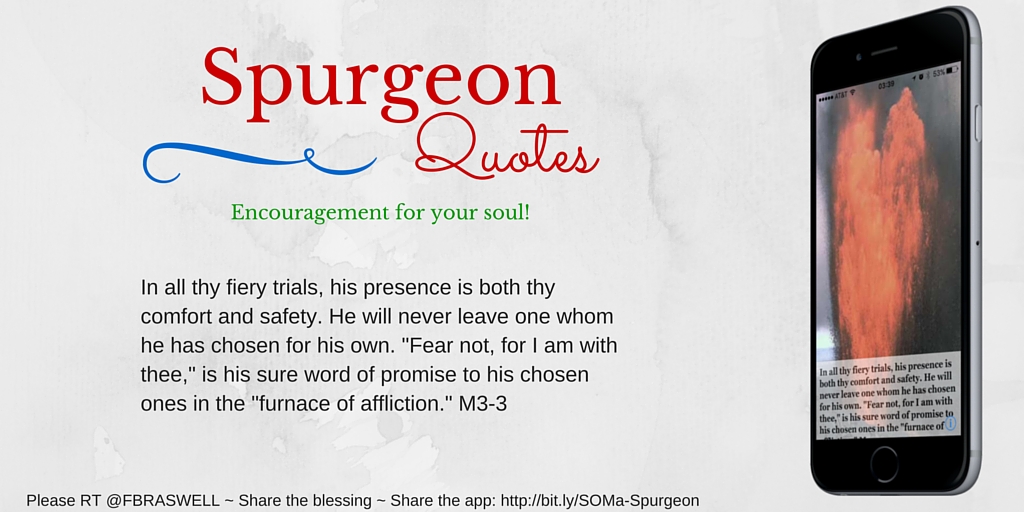 Spurgeon
Quotes
Encouragement for your soul!
In all thy fiery trials, his presence is both thy
comfort and safety. He will never leave one whom
he has chosen for his own. "Fear not, for I am with
thee," is his sure word of promise to his chosen
ones in the "furnace of affliction." M3-3
Please RT @FBRASWELL ~ Share the blessing ~ Share the app: http://bit.ly/SOMa-Spurgeon
AT&T 03:39 53%
In all thy fiery trials, his presence is
both thy comfort and safety. He will
never leave one whom he has chosen
for his own. "Fear not, for I am with
thee," is his sure word of promise to
his chosen ones in the "furnace of